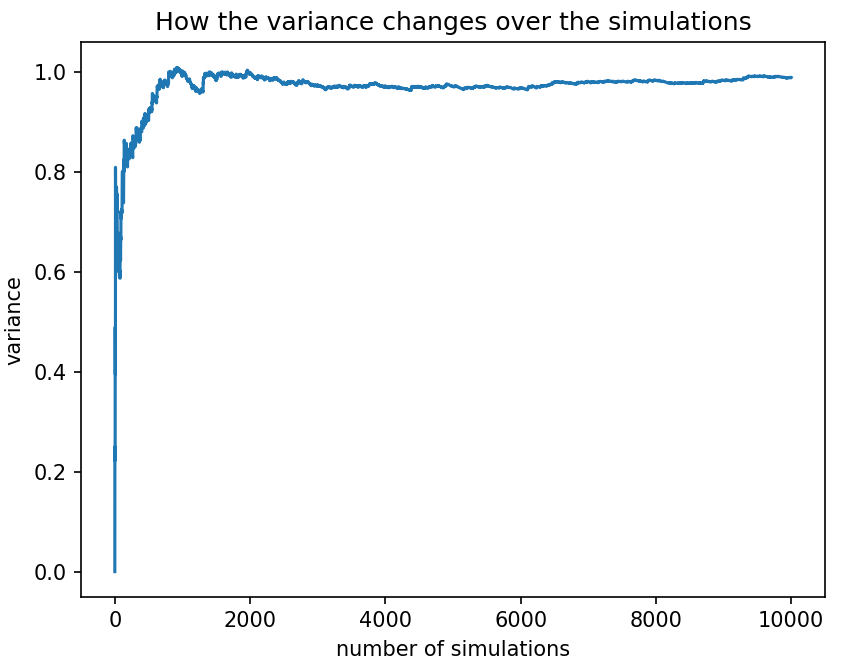 How the variance changes over the simulations
1.0
0.8
0.6
0.4
0.2
0.0
variance
0 2000 4000 6000 8000 10000
number of simulations